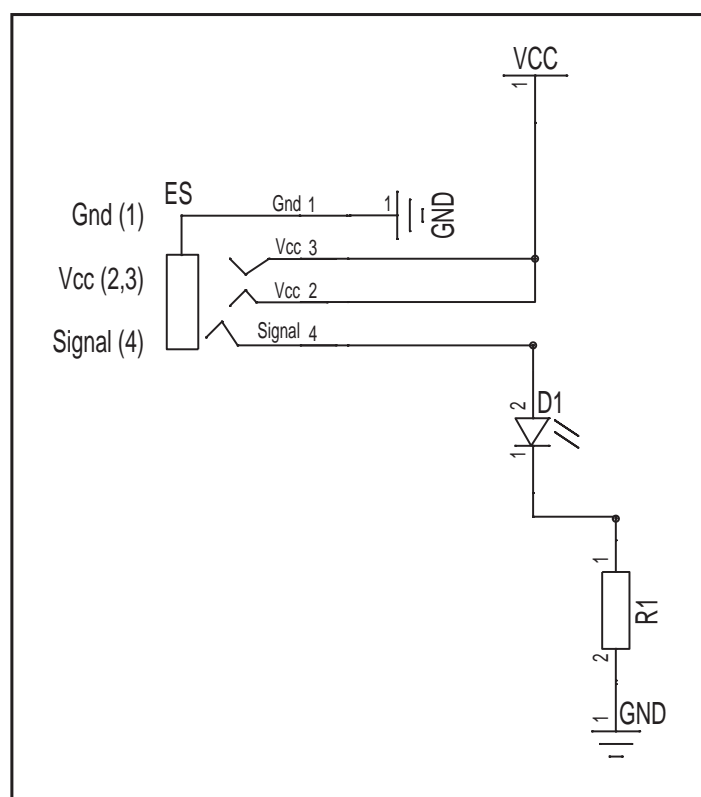 VCC
1
ES
Gnd (1)
Gnd 1
1
GND
Vcc 3
Vcc (2,3)
Vcc 2
Signal (4)
Signal 4
2
D1
1
1
R1
2
1
GND